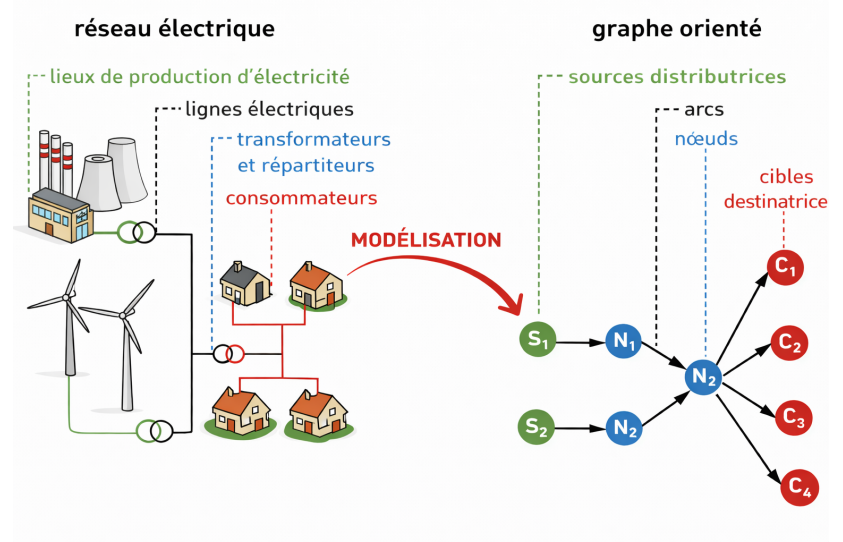 réseau électrique
lieux de production d'électricité
lignes électriques
transformateurs
et répartiteurs
consommateurs
MODÉLISATION
graphe orienté
sources distributrices
arcs
nœuds
cibles
destinatrice
S1
N1
S2
N2
N2
C1
C2
C3
C4